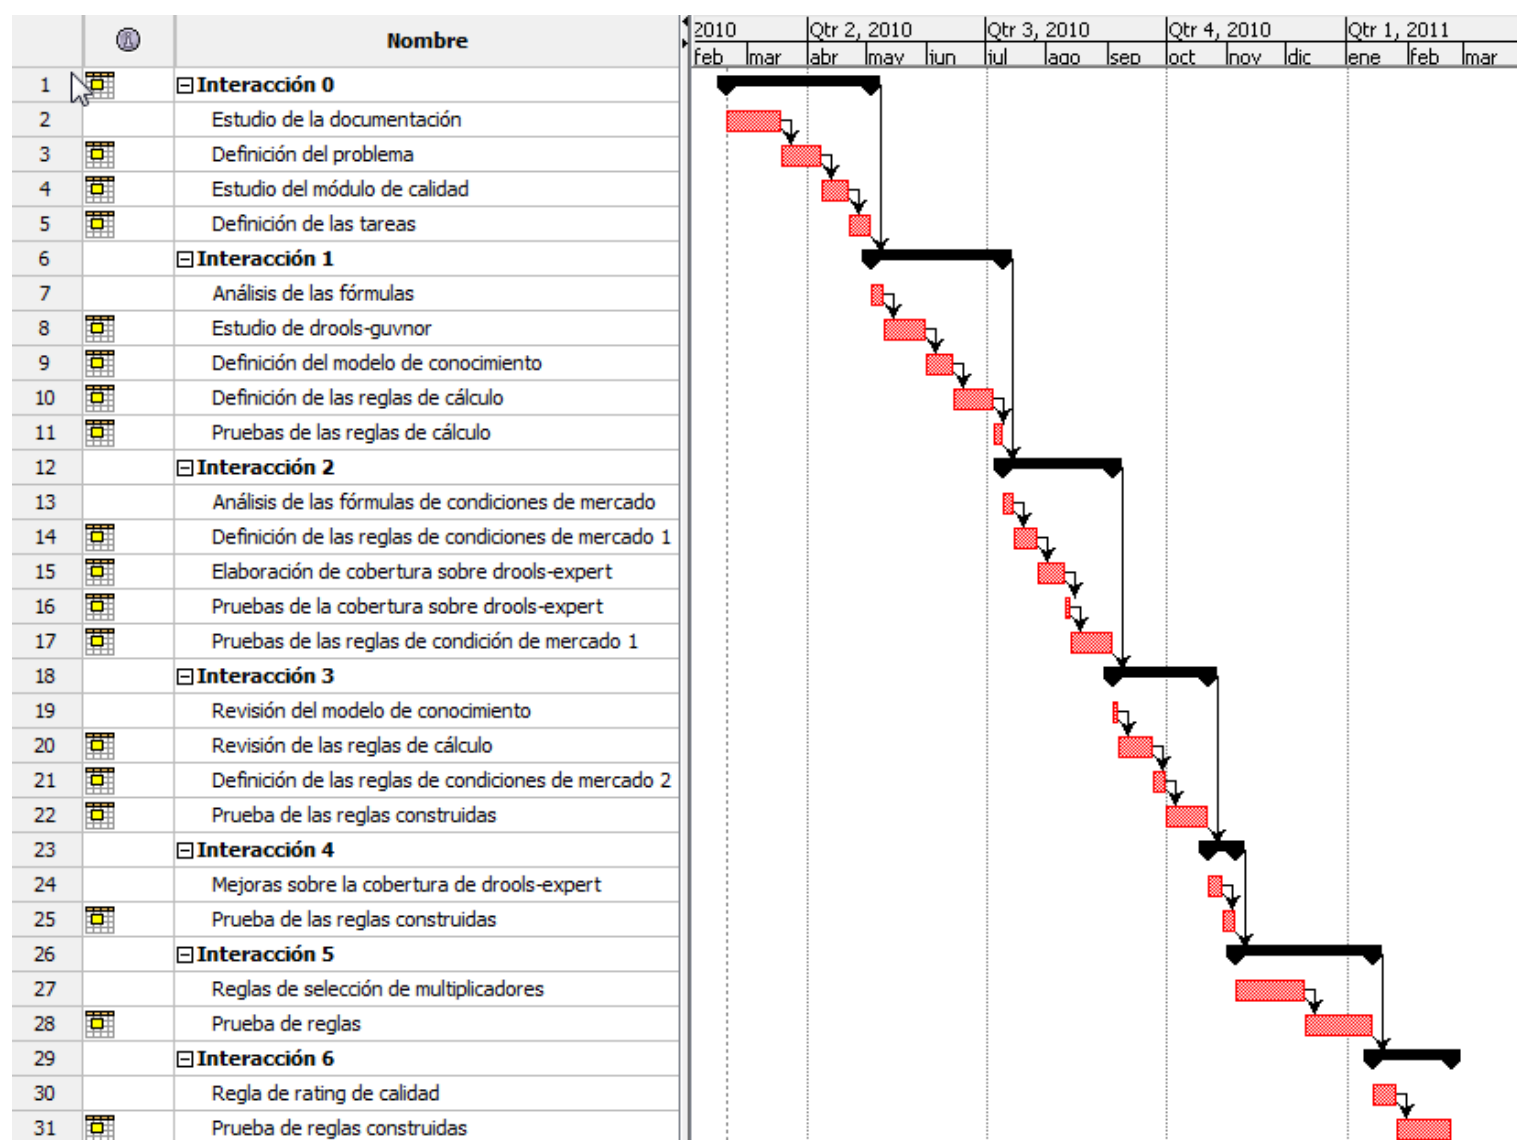 Nombre
2010 Qtr 2, 2010 Qtr 3, 2010 Qtr 4, 2010 Qtr 1, 2011
feb mar abr may jun jul ago sep oct nov dic ene feb mar
1 Interacción 0
2 Estudio de la documentación
3 Definición del problema
4 Estudio del módulo de calidad
5 Definición de las tareas
6 Interacción 1
7 Análisis de las fórmulas
8 Estudio de drools-guvnor
9 Definición del modelo de conocimiento
10 Definición de las reglas de cálculo
11 Pruebas de las reglas de cálculo
12 Interacción 2
13 Análisis de las fórmulas de condiciones de mercado
14 Definición de las reglas de condiciones de mercado 1
15 Elaboración de cobertura sobre drools-expert
16 Pruebas de la cobertura sobre drools-expert
17 Pruebas de las reglas de condición de mercado 1
18 Interacción 3
19 Revisión del modelo de conocimiento
20 Revisión de las reglas de cálculo
21 Definición de las reglas de condiciones de mercado 2
22 Prueba de las reglas construidas
23 Interacción 4
24 Mejoras sobre la cobertura de drools-expert
25 Prueba de las reglas construidas
26 Interacción 5
27 Reglas de selección de multiplicadores
28 Prueba de reglas
29 Interacción 6
30 Regla de rating de calidad
31 Prueba de reglas construidas